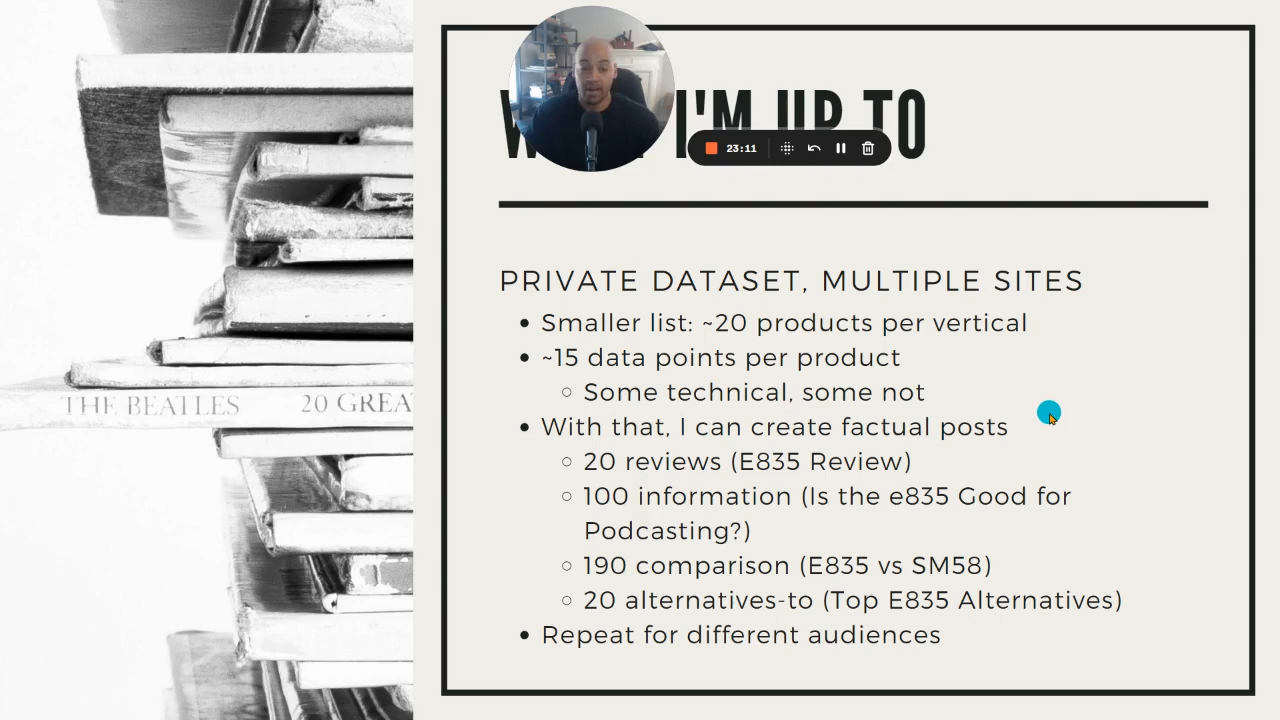 I'M UP TO
23:11
PRIVATE DATASET, MULTIPLE SITES
Smaller list: ~20 products per vertical
~15 data points per product
Some technical, some not
With that, I can create factual posts
20 reviews (E835 Review)
100 information (Is the e835 Good for
Podcasting?)
190 comparison (E835 vs SM58)
20 alternatives-to (Top E835 Alternatives)
Repeat for different audiences
THE BEATLES 20 GREA